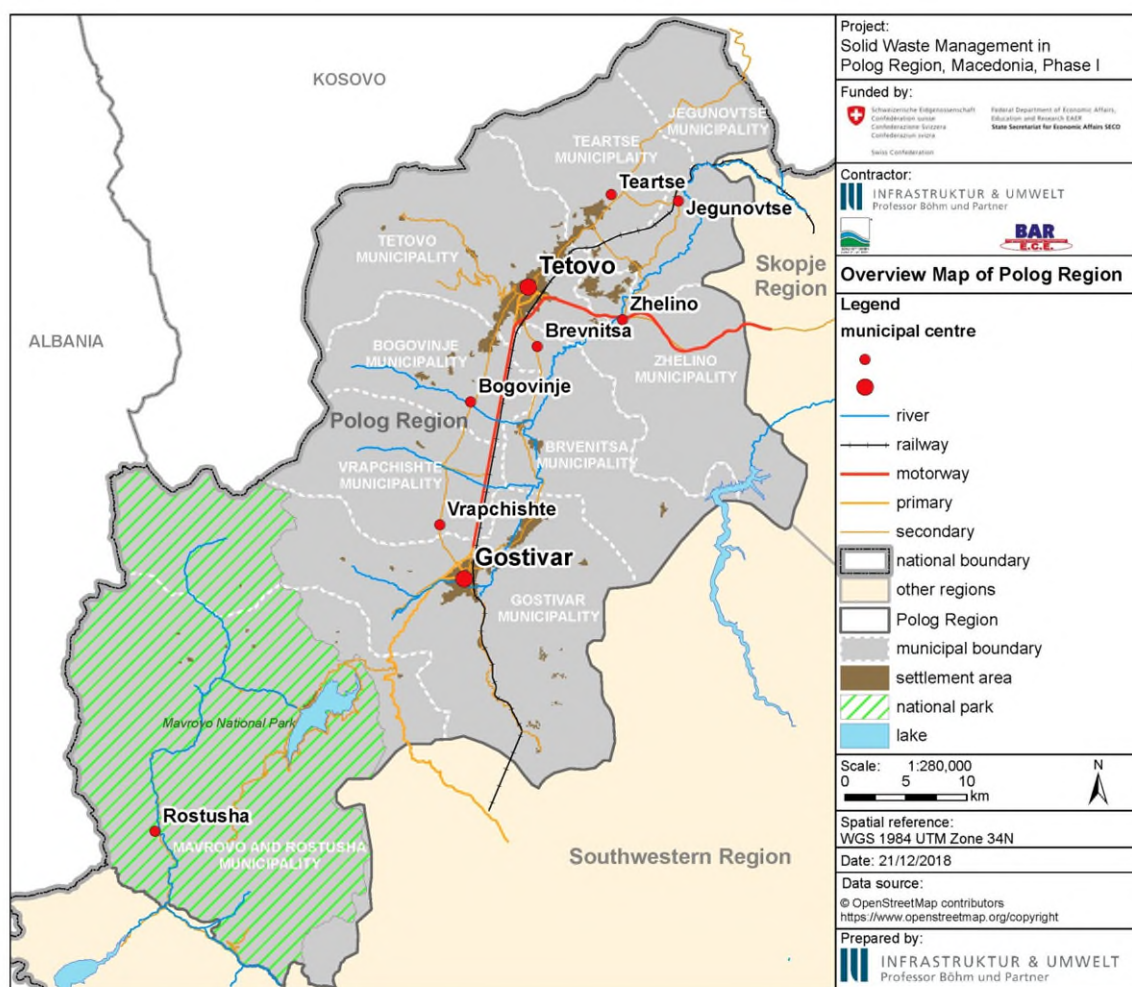 KOSOVO
ALBANIA
JEGUNOVTSE
MUNICIPALITY
TEARTSE
MUNICIPLAITY
Teartse
Jegunovtse
TETOVO
MUNICIPALITY
Tetovo
Skopje
Region
Zhelino
Brevnitsa
BOGOVINJE
MUNICIPALITY
ZHELINO
MUNICIPALITY
Bogovinje
Polog Region
BRVENITSA
MUNICIPALITY
VRAPCHISHTE
MUNICIPALITY
Vrapchishte
Gostivar
GOSTIVAR
MUNICIPALITY
Mavrovo National Park
Rostusha
MAVROVO AND ROSTUSHA
MUNICIPALITY
Southwestern Region
Project:
Solid Waste Management in
Polog Region, Macedonia, Phase I
Funded by:
Schweizerische Eidgenossenschaft
Confédération suisse
Confederazione Svizzera
Confederaziun svizra
Swiss Confederation
Federal Department of Economic Affairs,
Education and Research EAER
State Secretariat for Economic Affairs SECO
Contractor:
INFRASTRUKTUR & UMWELT
Professor Böhm und Partner
BAR
E.C.E.
Overview Map of Polog Region
Legend
municipal centre
river
railway
motorway
primary
secondary
national boundary
other regions
Polog Region
municipal boundary
settlement area
national park
lake
Scale: 1:280,000
0 5 10
km
N
Spatial reference:
WGS 1984 UTM Zone 34N
Date: 21/12/2018
Data source:
© OpenStreetMap contributors
https://www.openstreetmap.org/copyright
Prepared by:
INFRASTRUKTUR & UMWELT
Professor Böhm und Partner